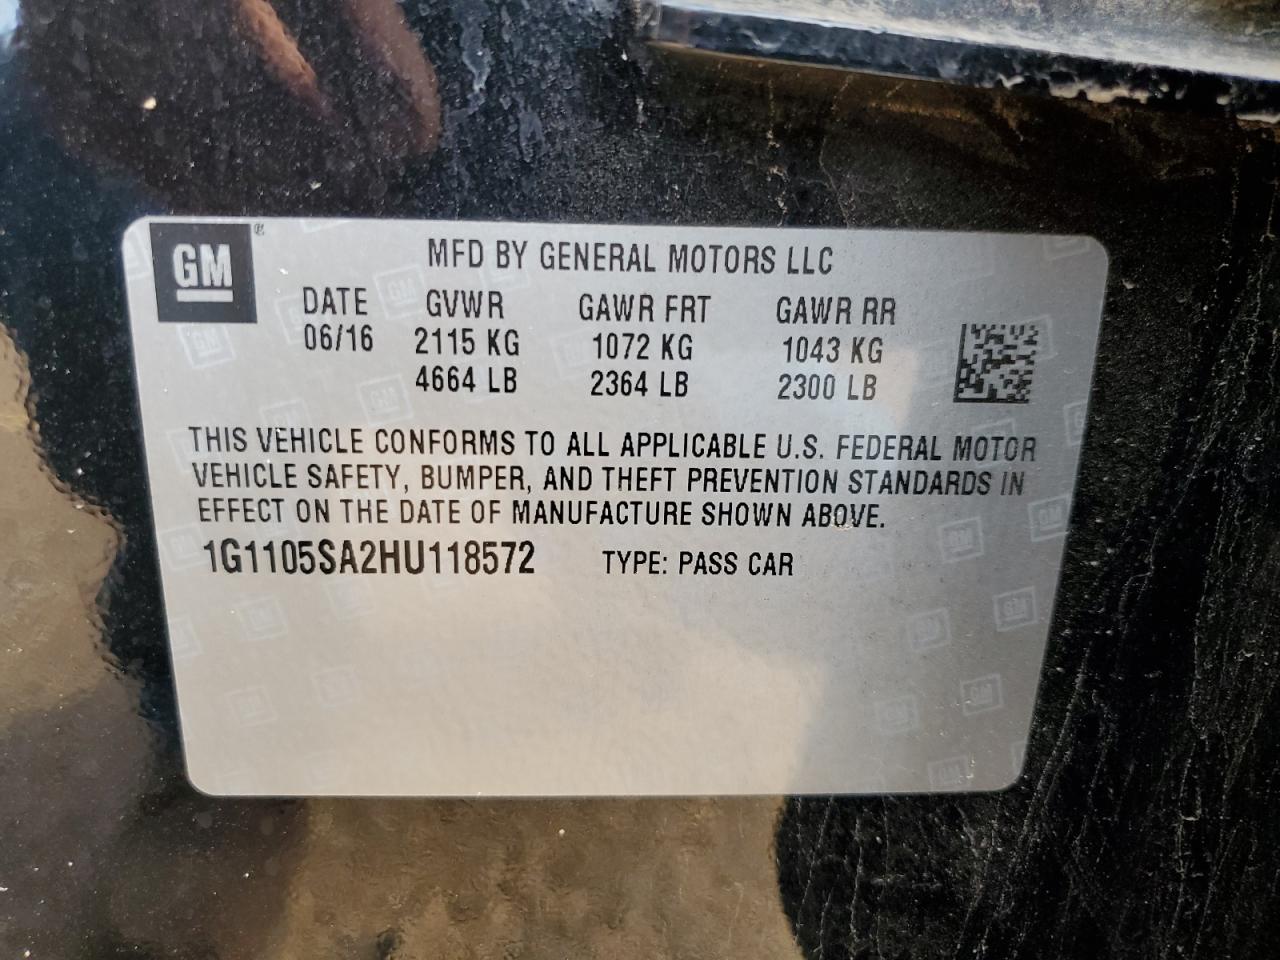 GM ®
MFD BY GENERAL MOTORS LLC
DATE GVWR GAWR FRT GAWR RR
06/16 2115 KG 1072 KG 1043 KG
4664 LB 2364 LB 2300 LB
THIS VEHICLE CONFORMS TO ALL APPLICABLE U.S. FEDERAL MOTOR
VEHICLE SAFETY, BUMPER, AND THEFT PREVENTION STANDARDS IN
EFFECT ON THE DATE OF MANUFACTURE SHOWN ABOVE.
1G1105SA2HU118572 TYPE: PASS CAR